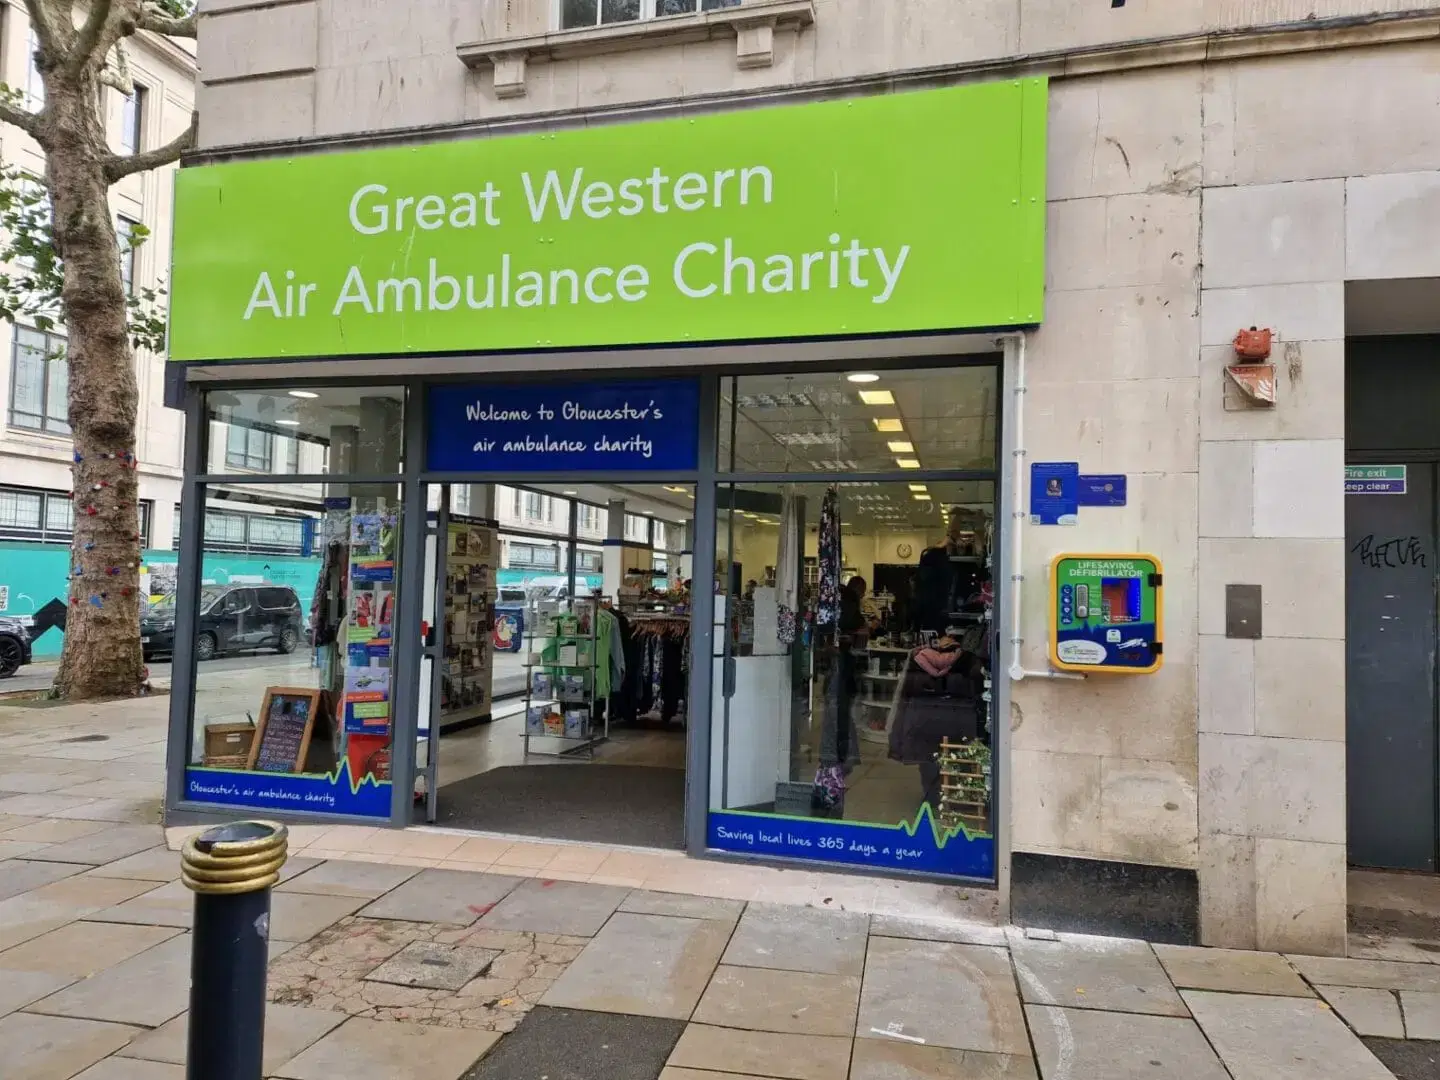 Great Western
Air Ambulance Charity
Welcome to Gloucester's
air ambulance charity
LIFESAVING
DEFIBRILLATOR
Fire exit
Keep clear
Gloucester's air ambulance charity
Saving local lives 365 days a year